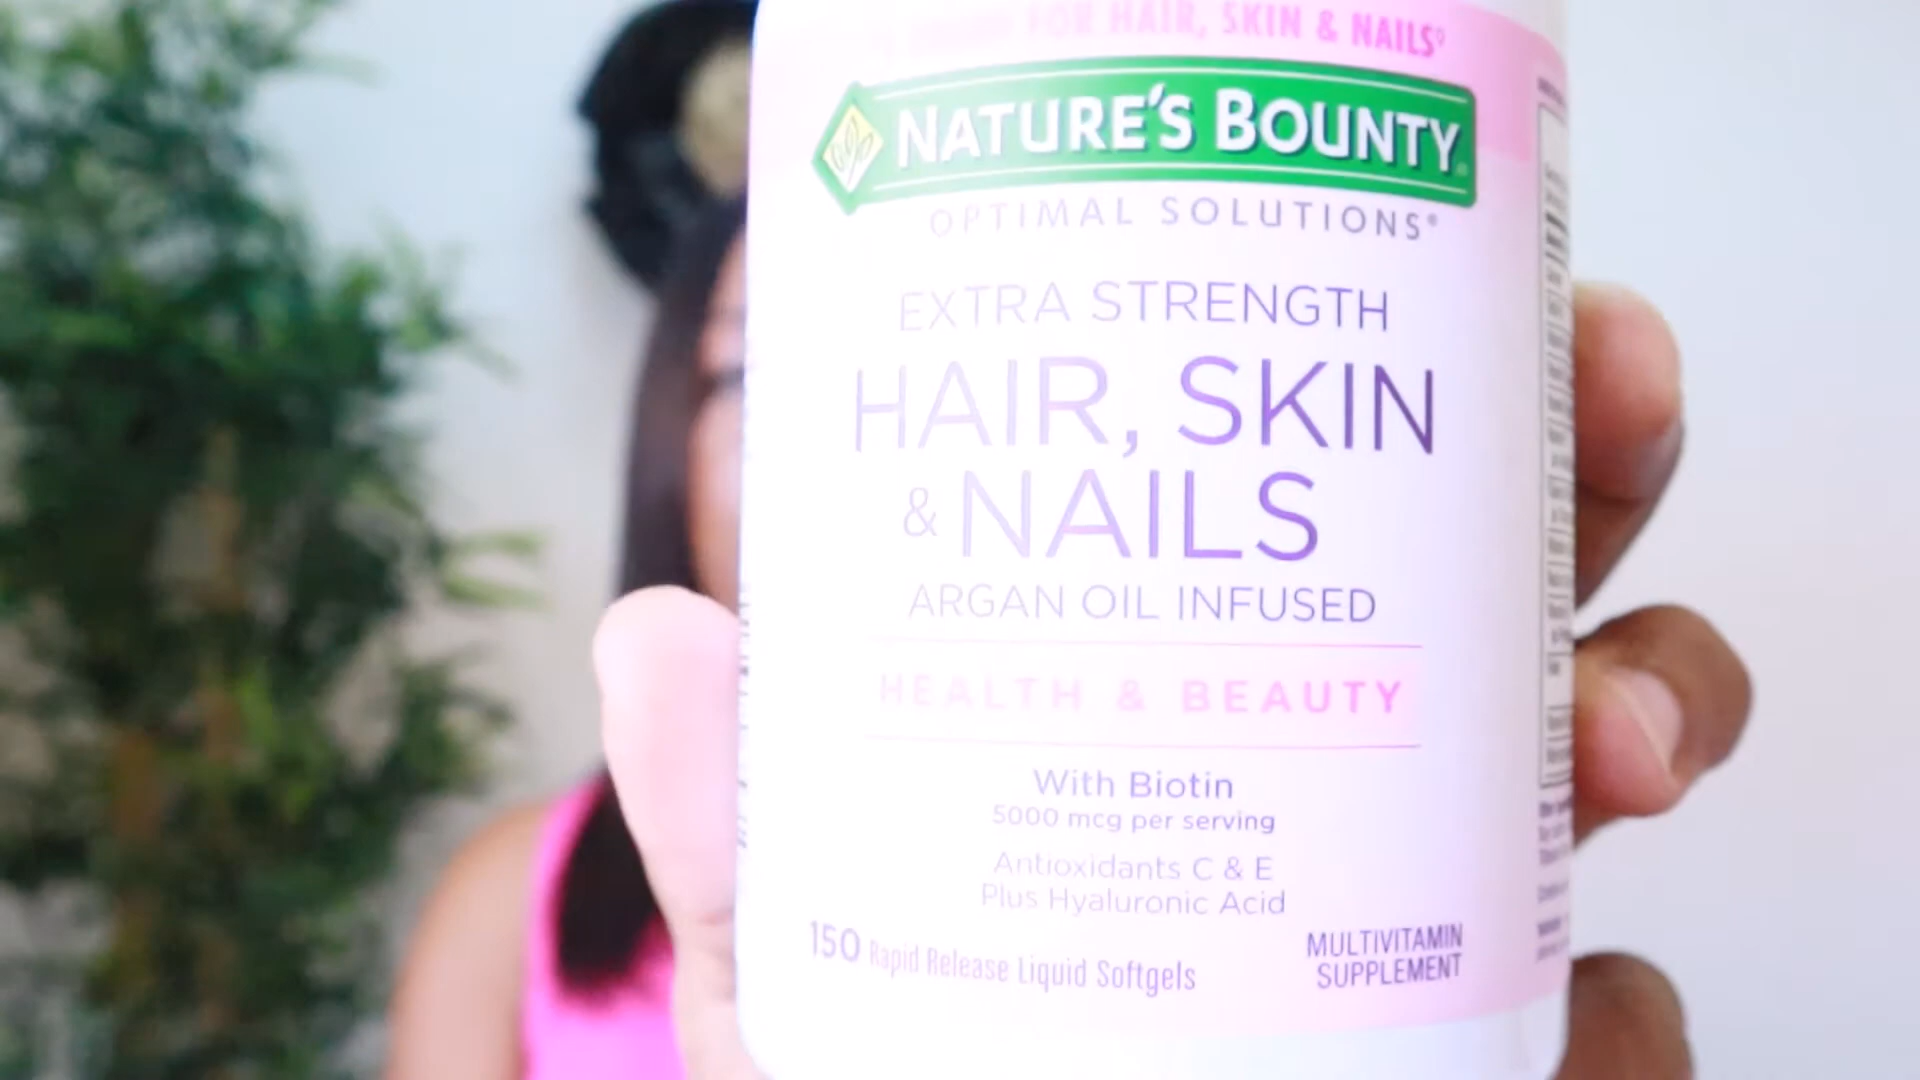 FOR HAIR, SKIN & NAILS◊
NATURE'S BOUNTY®
OPTIMAL SOLUTIONS®
EXTRA STRENGTH
HAIR, SKIN
& NAILS
ARGAN OIL INFUSED
HEALTH & BEAUTY
With Biotin
5000 mcg per serving
Antioxidants C & E
Plus Hyaluronic Acid
150 Rapid Release Liquid Softgels
MULTIVITAMIN
SUPPLEMENT